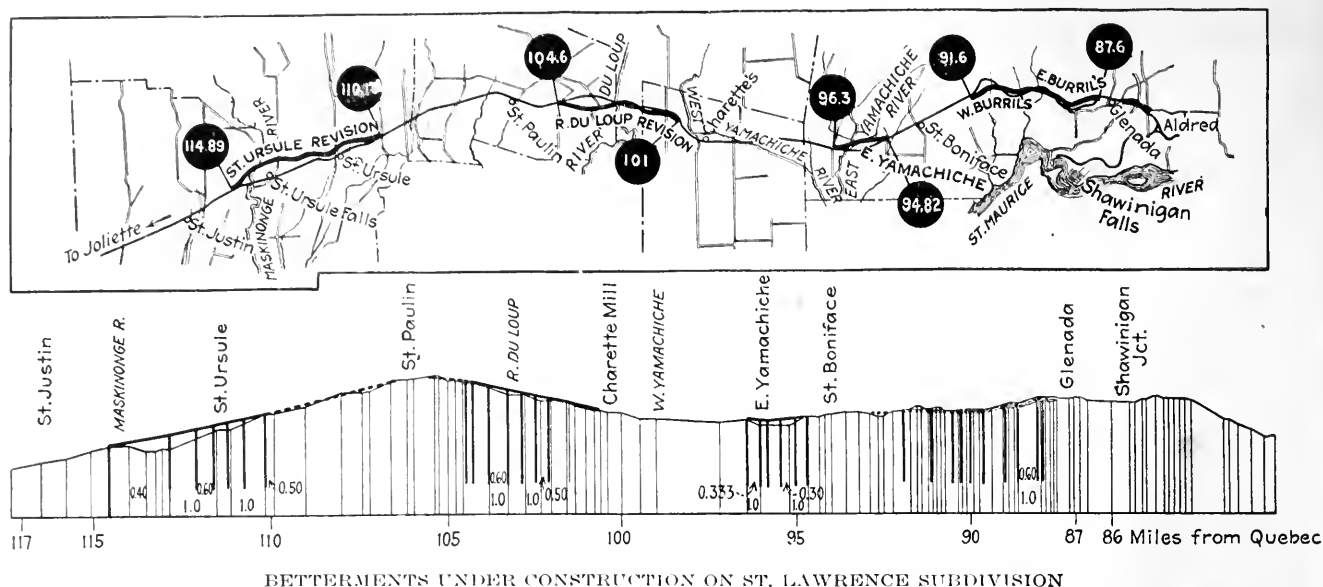 114.89
MASKINONGE RIVER
ST. URSULE REVISION
St. Ursule
St. Ursule Falls
St. Justin
To Joliette
104.6
St. Paulin
RIVER DU LOUP
R. DU LOUP REVISION
101
WEST YAMACHICHE RIVER
Charette's
96.3
EAST YAMACHICHE RIVER
E. YAMACHICHE
94.82
St. Boniface
91.6
W. BURRILS
E. BURRILS
87.6
Glenada
Aldred
ST. MAURICE RIVER
Shawinigan Falls
St. Justin
MASKINONGE R.
St. Ursule
St. Paulin
R. DU LOUP
Charette Mill
W. YAMACHICHE
E. Yamachiche
St. Boniface
Glenada
Shawinigan Jct.
0.40 0.60 0.50 0.60 0.50 0.333 0.30 0.60
1.0 1.0 1.0 1.0 1.0 1.0 1.0
117 115 110 105 100 95 90 87 86 Miles from Quebec
BETTERMENTS UNDER CONSTRUCTION ON ST. LAWRENCE SUBDIVISION